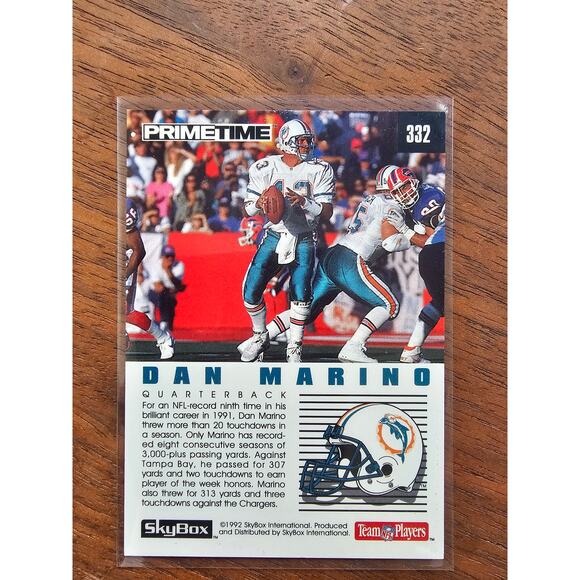 PRIMETIME
332
13
DAN MARINO
QUARTERBACK
For an NFL-record ninth time in his
brilliant career in 1991, Dan Marino
threw more than 20 touchdowns in
a season. Only Marino has record-
ed eight consecutive seasons of
3,000-plus passing yards. Against
Tampa Bay, he passed for 307
yards and two touchdowns to earn
player of the week honors. Marino
also threw for 313 yards and three
touchdowns against the Chargers.
SkyBox™
©1992 SkyBox International. Produced
and Distributed by SkyBox International.
Team NFL Players™